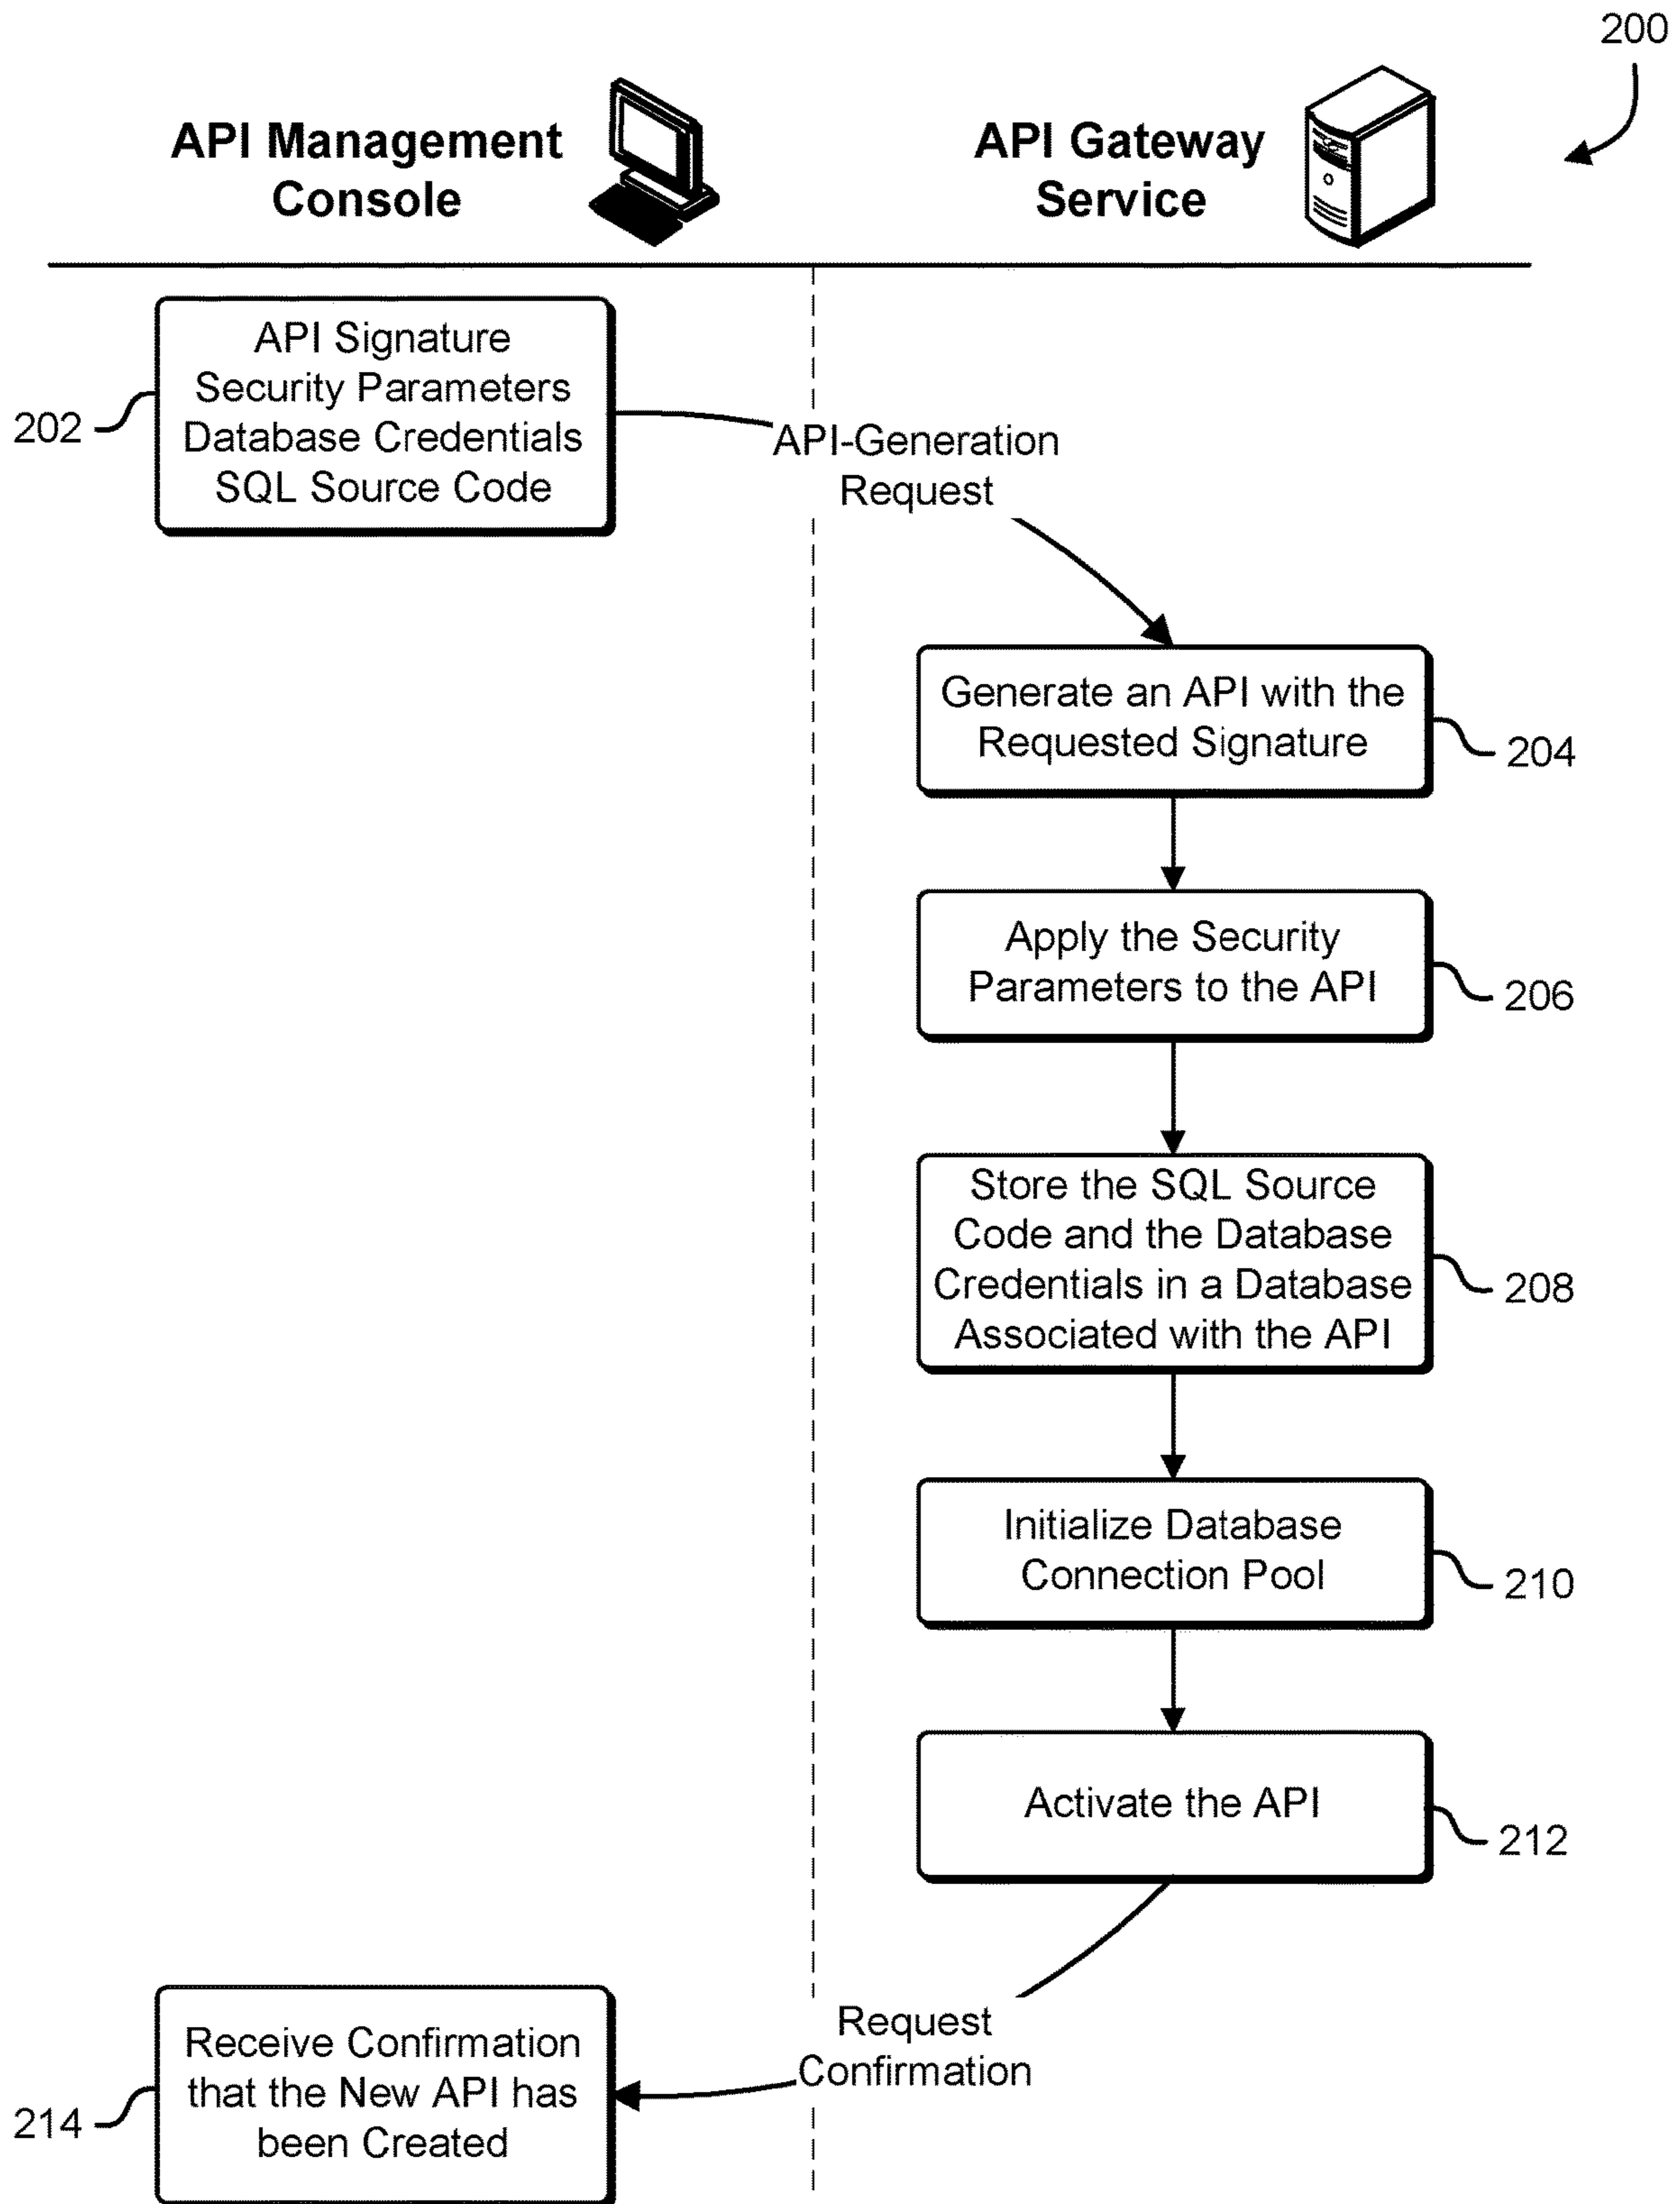 200
API Management
Console
API Gateway
Service
API Signature
Security Parameters
Database Credentials
SQL Source Code
202
API-Generation
Request
Generate an API with the
Requested Signature
204
Apply the Security
Parameters to the API
206
Store the SQL Source
Code and the Database
Credentials in a Database
Associated with the API
208
Initialize Database
Connection Pool
210
Activate the API
212
Request
Confirmation
Receive Confirmation
that the New API has
been Created
214